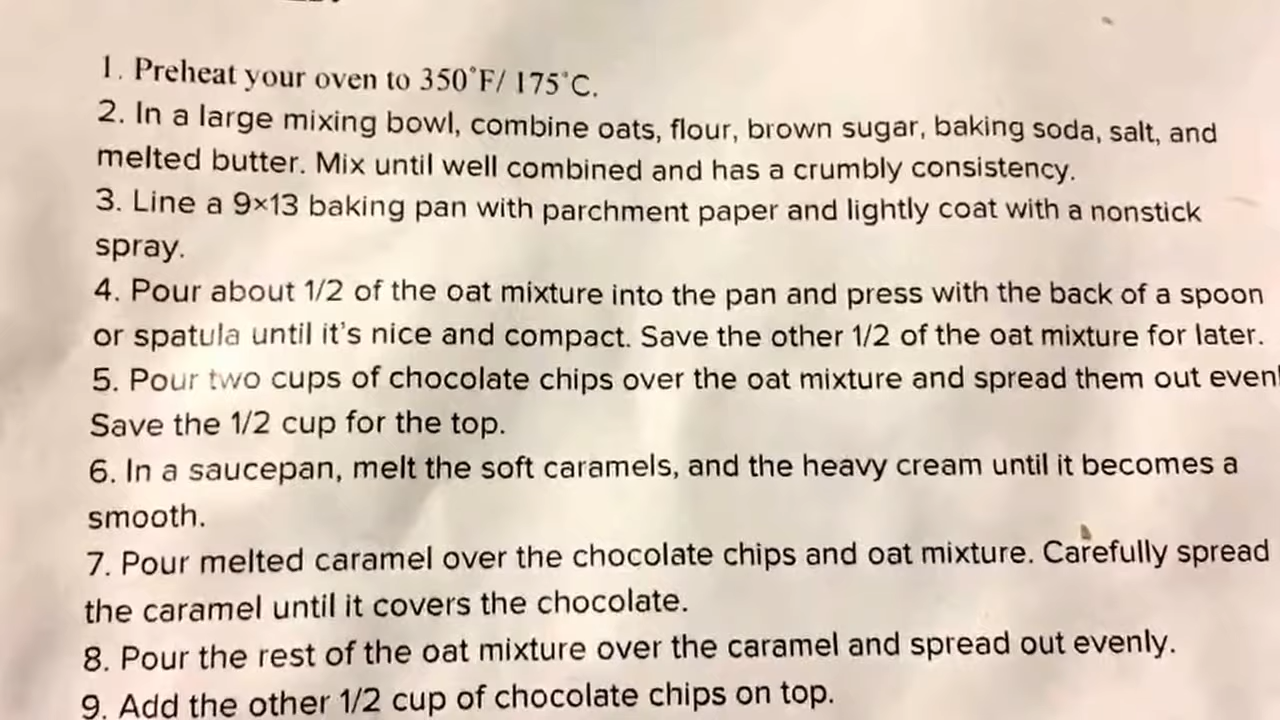 1. Preheat your oven to 350°F/ 175°C.
2. In a large mixing bowl, combine oats, flour, brown sugar, baking soda, salt, and
melted butter. Mix until well combined and has a crumbly consistency.
3. Line a 9×13 baking pan with parchment paper and lightly coat with a nonstick
spray.
4. Pour about 1/2 of the oat mixture into the pan and press with the back of a spoon
or spatula until it's nice and compact. Save the other 1/2 of the oat mixture for later.
5. Pour two cups of chocolate chips over the oat mixture and spread them out evenl
Save the 1/2 cup for the top.
6. In a saucepan, melt the soft caramels, and the heavy cream until it becomes a
smooth.
7. Pour melted caramel over the chocolate chips and oat mixture. Carefully spread
the caramel until it covers the chocolate.
8. Pour the rest of the oat mixture over the caramel and spread out evenly.
9. Add the other 1/2 cup of chocolate chips on top.